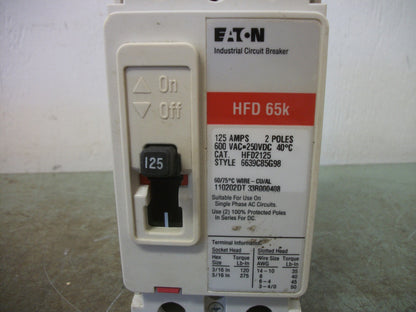 EATON
Industrial Circuit Breaker
HFD 65k
On
Off
125
125 AMPS 2 POLES
600 VAC•250VDC 40°C
CAT. HFD2125
STYLE 6639C85G98
60/75°C WIRE-CU/AL
110202DT 33R000408
Suitable For Use On
Single Phase AC Circuits.
Use (2) 100% Protected Poles
In Series For DC.
Terminal Information
Socket Head Slotted Head
Hex Torque Wire Size Torque
Size Lb-In AWG Lb-In
3/16 in 120 14-10 35
5/16 in 275 8 40
6-4 45
3-4/0 50